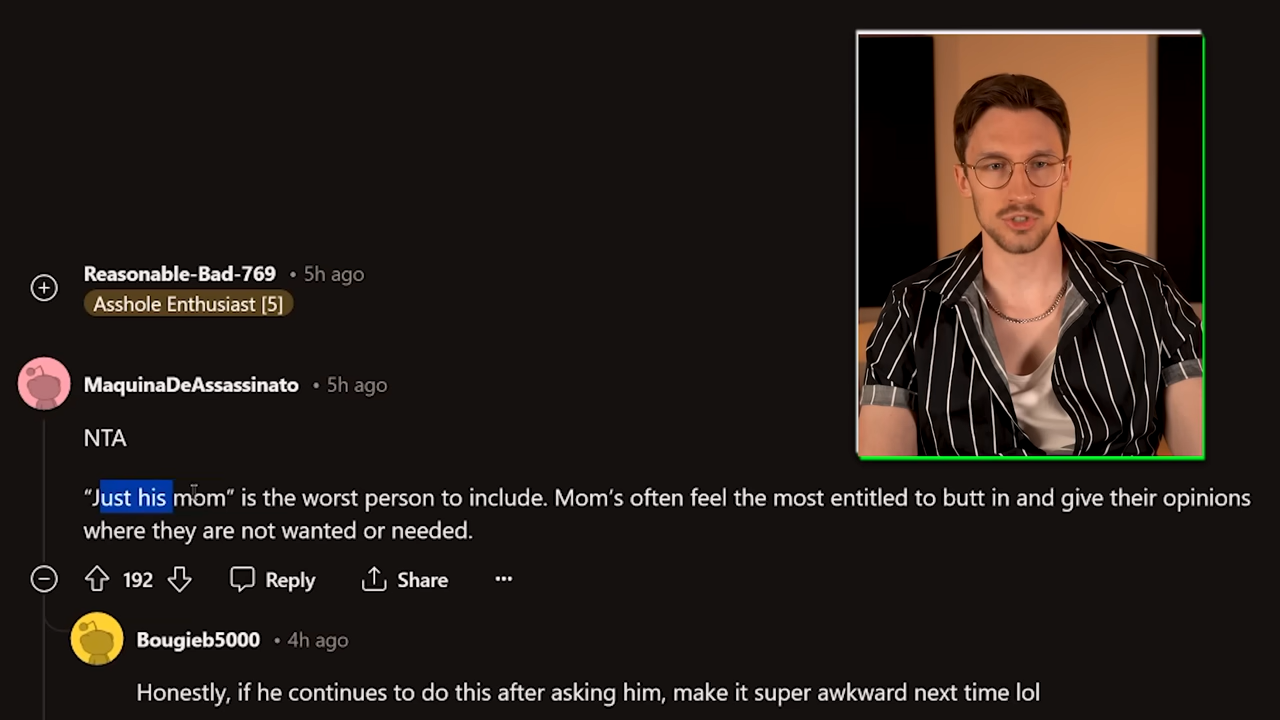 Reasonable-Bad-769 • 5h ago
Asshole Enthusiast [5]
MaquinaDeAssassinato • 5h ago
NTA
“Just his mom” is the worst person to include. Mom’s often feel the most entitled to butt in and give their opinions
where they are not wanted or needed.
192 Reply Share ···
Bougieb5000 • 4h ago
Honestly, if he continues to do this after asking him, make it super awkward next time lol